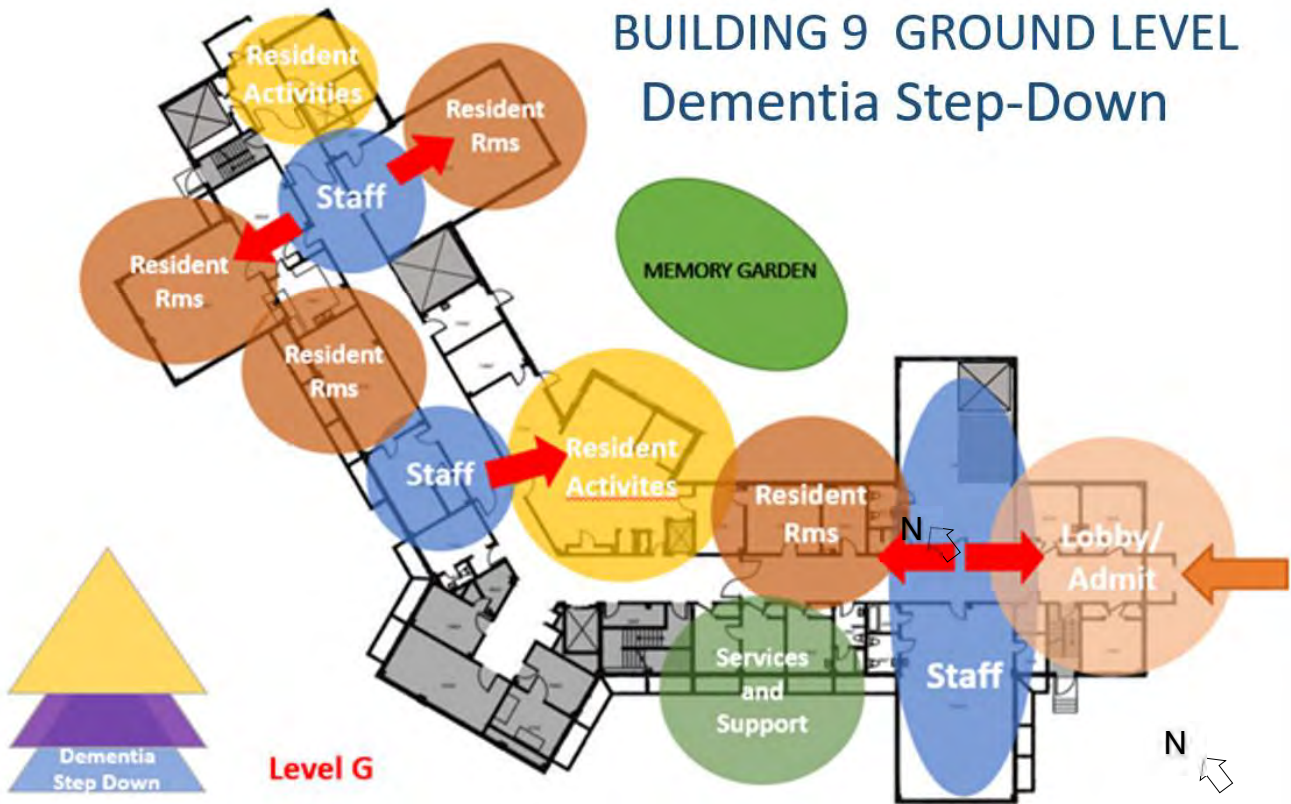 BUILDING 9 GROUND LEVEL
Dementia Step-Down
Resident
Activities
Resident
Rms
Staff
Resident
Rms
MEMORY GARDEN
Resident
Rms
Staff
Resident
Activites
Resident
Rms
N
Lobby/
Admit
Services
and
Support
Staff
Dementia
Step Down
Level G
N